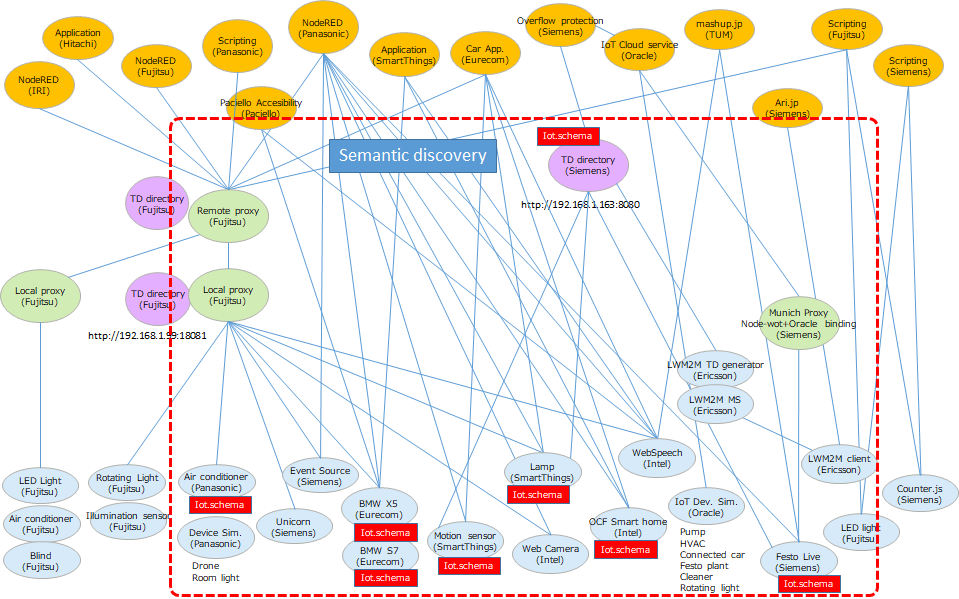 Application
(Hitachi)
NodeRED
(IRI)
NodeRED
(Fujitsu)
Scripting
(Panasonic)
NodeRED
(Panasonic)
Paciello Accesibility
(Paciello)
Application
(SmartThings)
Car App.
(Eurecom)
Overflow protection
(Siemens)
IoT Cloud service
(Oracle)
mashup.jp
(TUM)
Ari.jp
(Siemens)
Scripting
(Fujitsu)
Scripting
(Siemens)
Semantic discovery
Iot.schema
TD directory
(Siemens)
http://192.168.1.163:8080
TD directory
(Fujitsu)
Remote proxy
(Fujitsu)
Local proxy
(Fujitsu)
TD directory
(Fujitsu)
Local proxy
(Fujitsu)
http://192.168.1.99:18081
Munich Proxy
Node-wot+Oracle binding
(Siemens)
LWM2M TD generator
(Ericsson)
LWM2M MS
(Ericsson)
LED Light
(Fujitsu)
Air conditioner
(Fujitsu)
Blind
(Fujitsu)
Rotating Light
(Fujitsu)
Illumination sensor
(Fujitsu)
Air conditioner
(Panasonic)
Iot.schema
Device Sim.
(Panasonic)
Drone
Room light
Event Source
(Siemens)
Unicorn
(Siemens)
BMW X5
(Eurecom)
Iot.schema
BMW S7
(Eurecom)
Iot.schema
Motion sensor
(SmartThings)
Iot.schema
Lamp
(SmartThings)
Iot.schema
Web Camera
(Intel)
WebSpeech
(Intel)
OCF Smart home
(Intel)
Iot.schema
IoT Dev. Sim.
(Oracle)
Pump
HVAC
Connected car
Festo plant
Cleaner
Rotating light
LWM2M client
(Ericsson)
Festo Live
(Siemens)
Iot.schema
LED light
(Fujitsu
Counter.js
(Siemens)